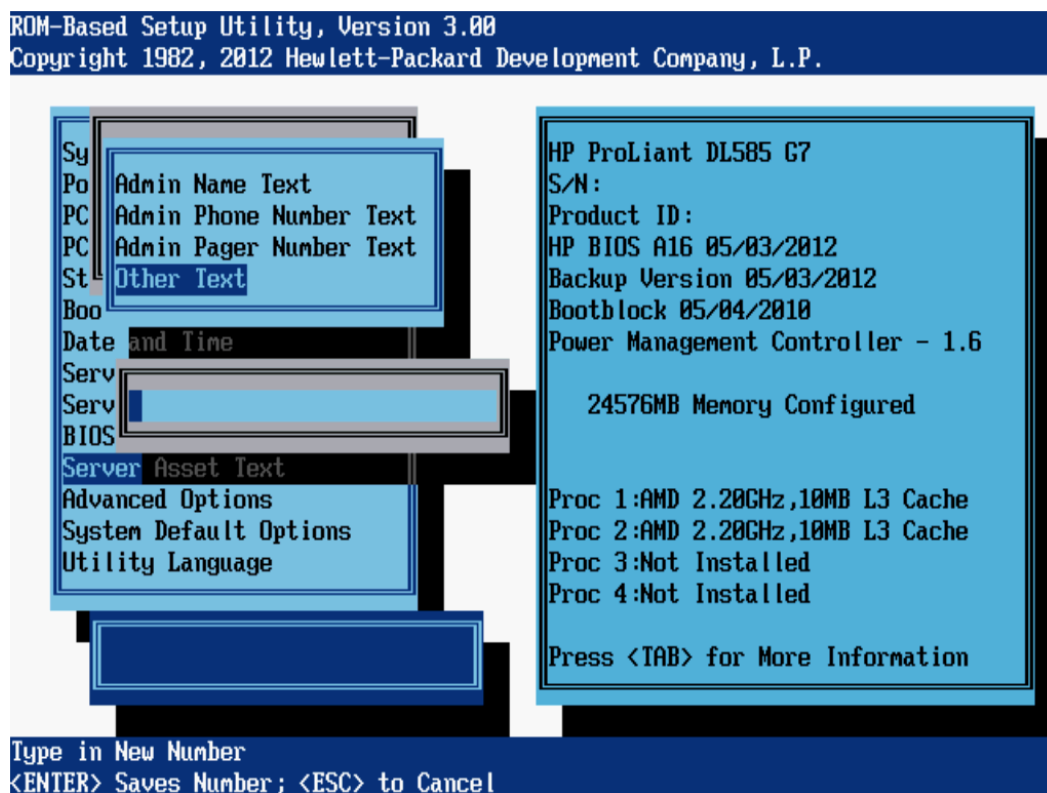 ROM-Based Setup Utility, Version 3.00
Copyright 1982, 2012 Hewlett-Packard Development Company, L.P.
Sy
Po
PC
PC
St
Boo
Date and Time
Serv
Serv
BIOS
Server Asset Text
Advanced Options
System Default Options
Utility Language
Admin Name Text
Admin Phone Number Text
Admin Pager Number Text
Other Text
HP ProLiant DL585 G7
S/N:
Product ID:
HP BIOS A16 05/03/2012
Backup Version 05/03/2012
Bootblock 05/04/2010
Power Management Controller - 1.6
24576MB Memory Configured
Proc 1:AMD 2.20GHz,10MB L3 Cache
Proc 2:AMD 2.20GHz,10MB L3 Cache
Proc 3:Not Installed
Proc 4:Not Installed
Press <TAB> for More Information
Type in New Number
<ENTER> Saves Number; <ESC> to Cancel